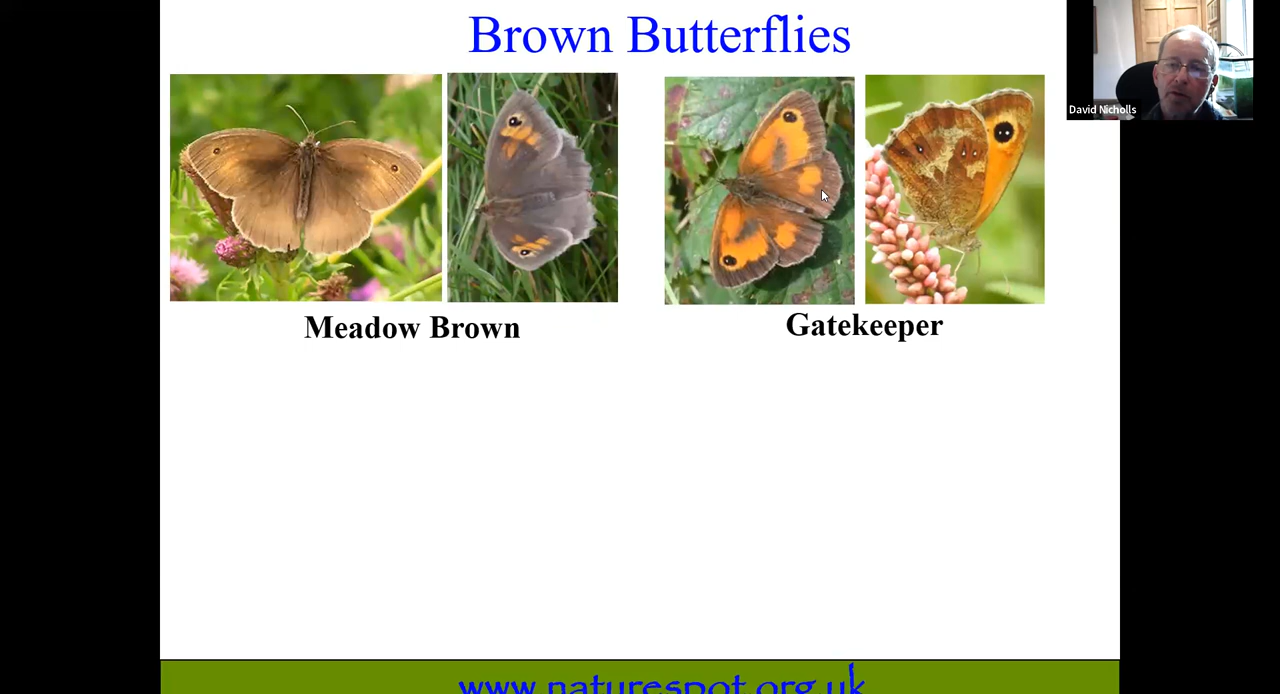 Brown Butterflies
David Nicholls
Meadow Brown
Gatekeeper
www.naturespot.org.uk